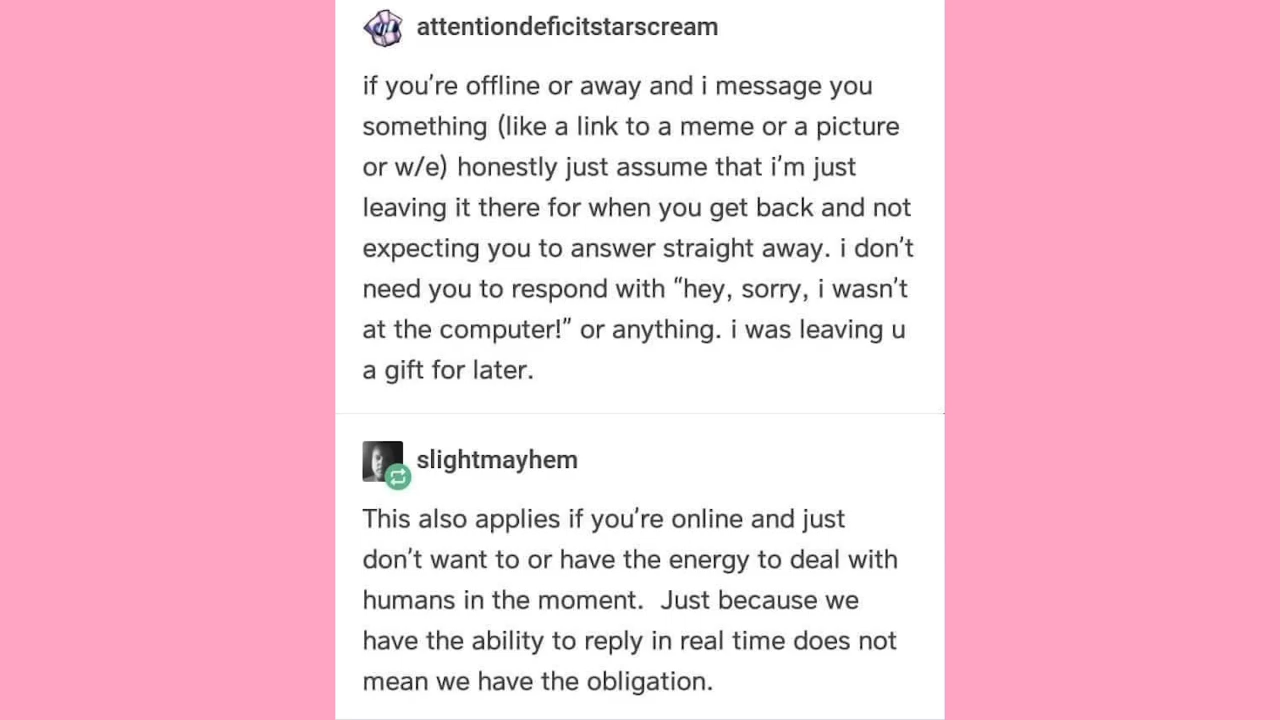 attentiondeficitstarscream
if you're offline or away and i message you
something (like a link to a meme or a picture
or w/e) honestly just assume that i'm just
leaving it there for when you get back and not
expecting you to answer straight away. i don't
need you to respond with "hey, sorry, i wasn't
at the computer!" or anything. i was leaving u
a gift for later.
slightmayhem
This also applies if you're online and just
don't want to or have the energy to deal with
humans in the moment.  Just because we
have the ability to reply in real time does not
mean we have the obligation.